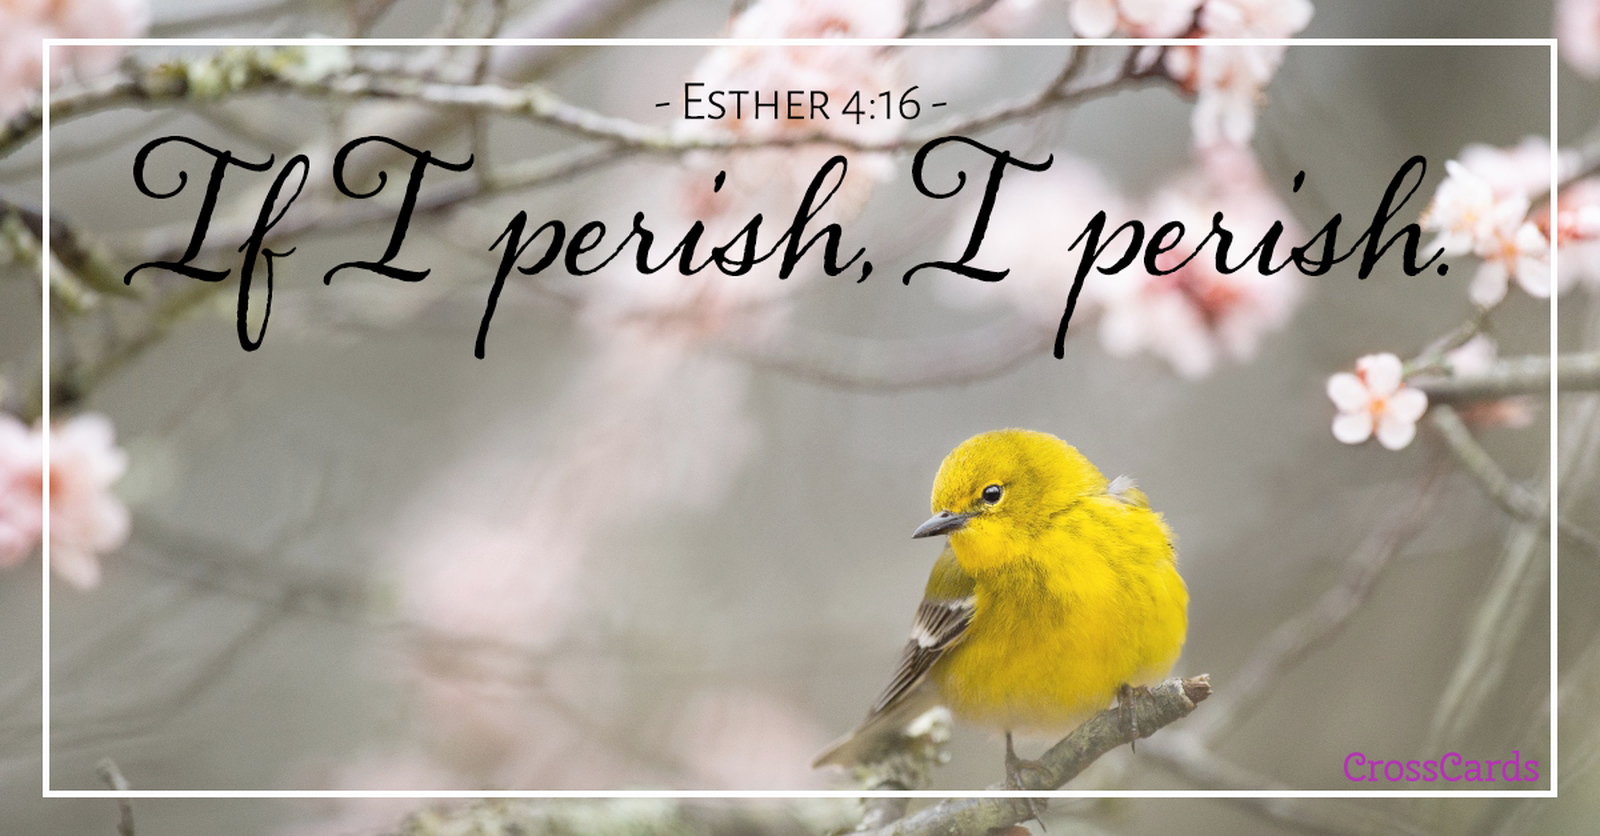 - Esther 4:16 -
If I perish, I perish.
CrossCards